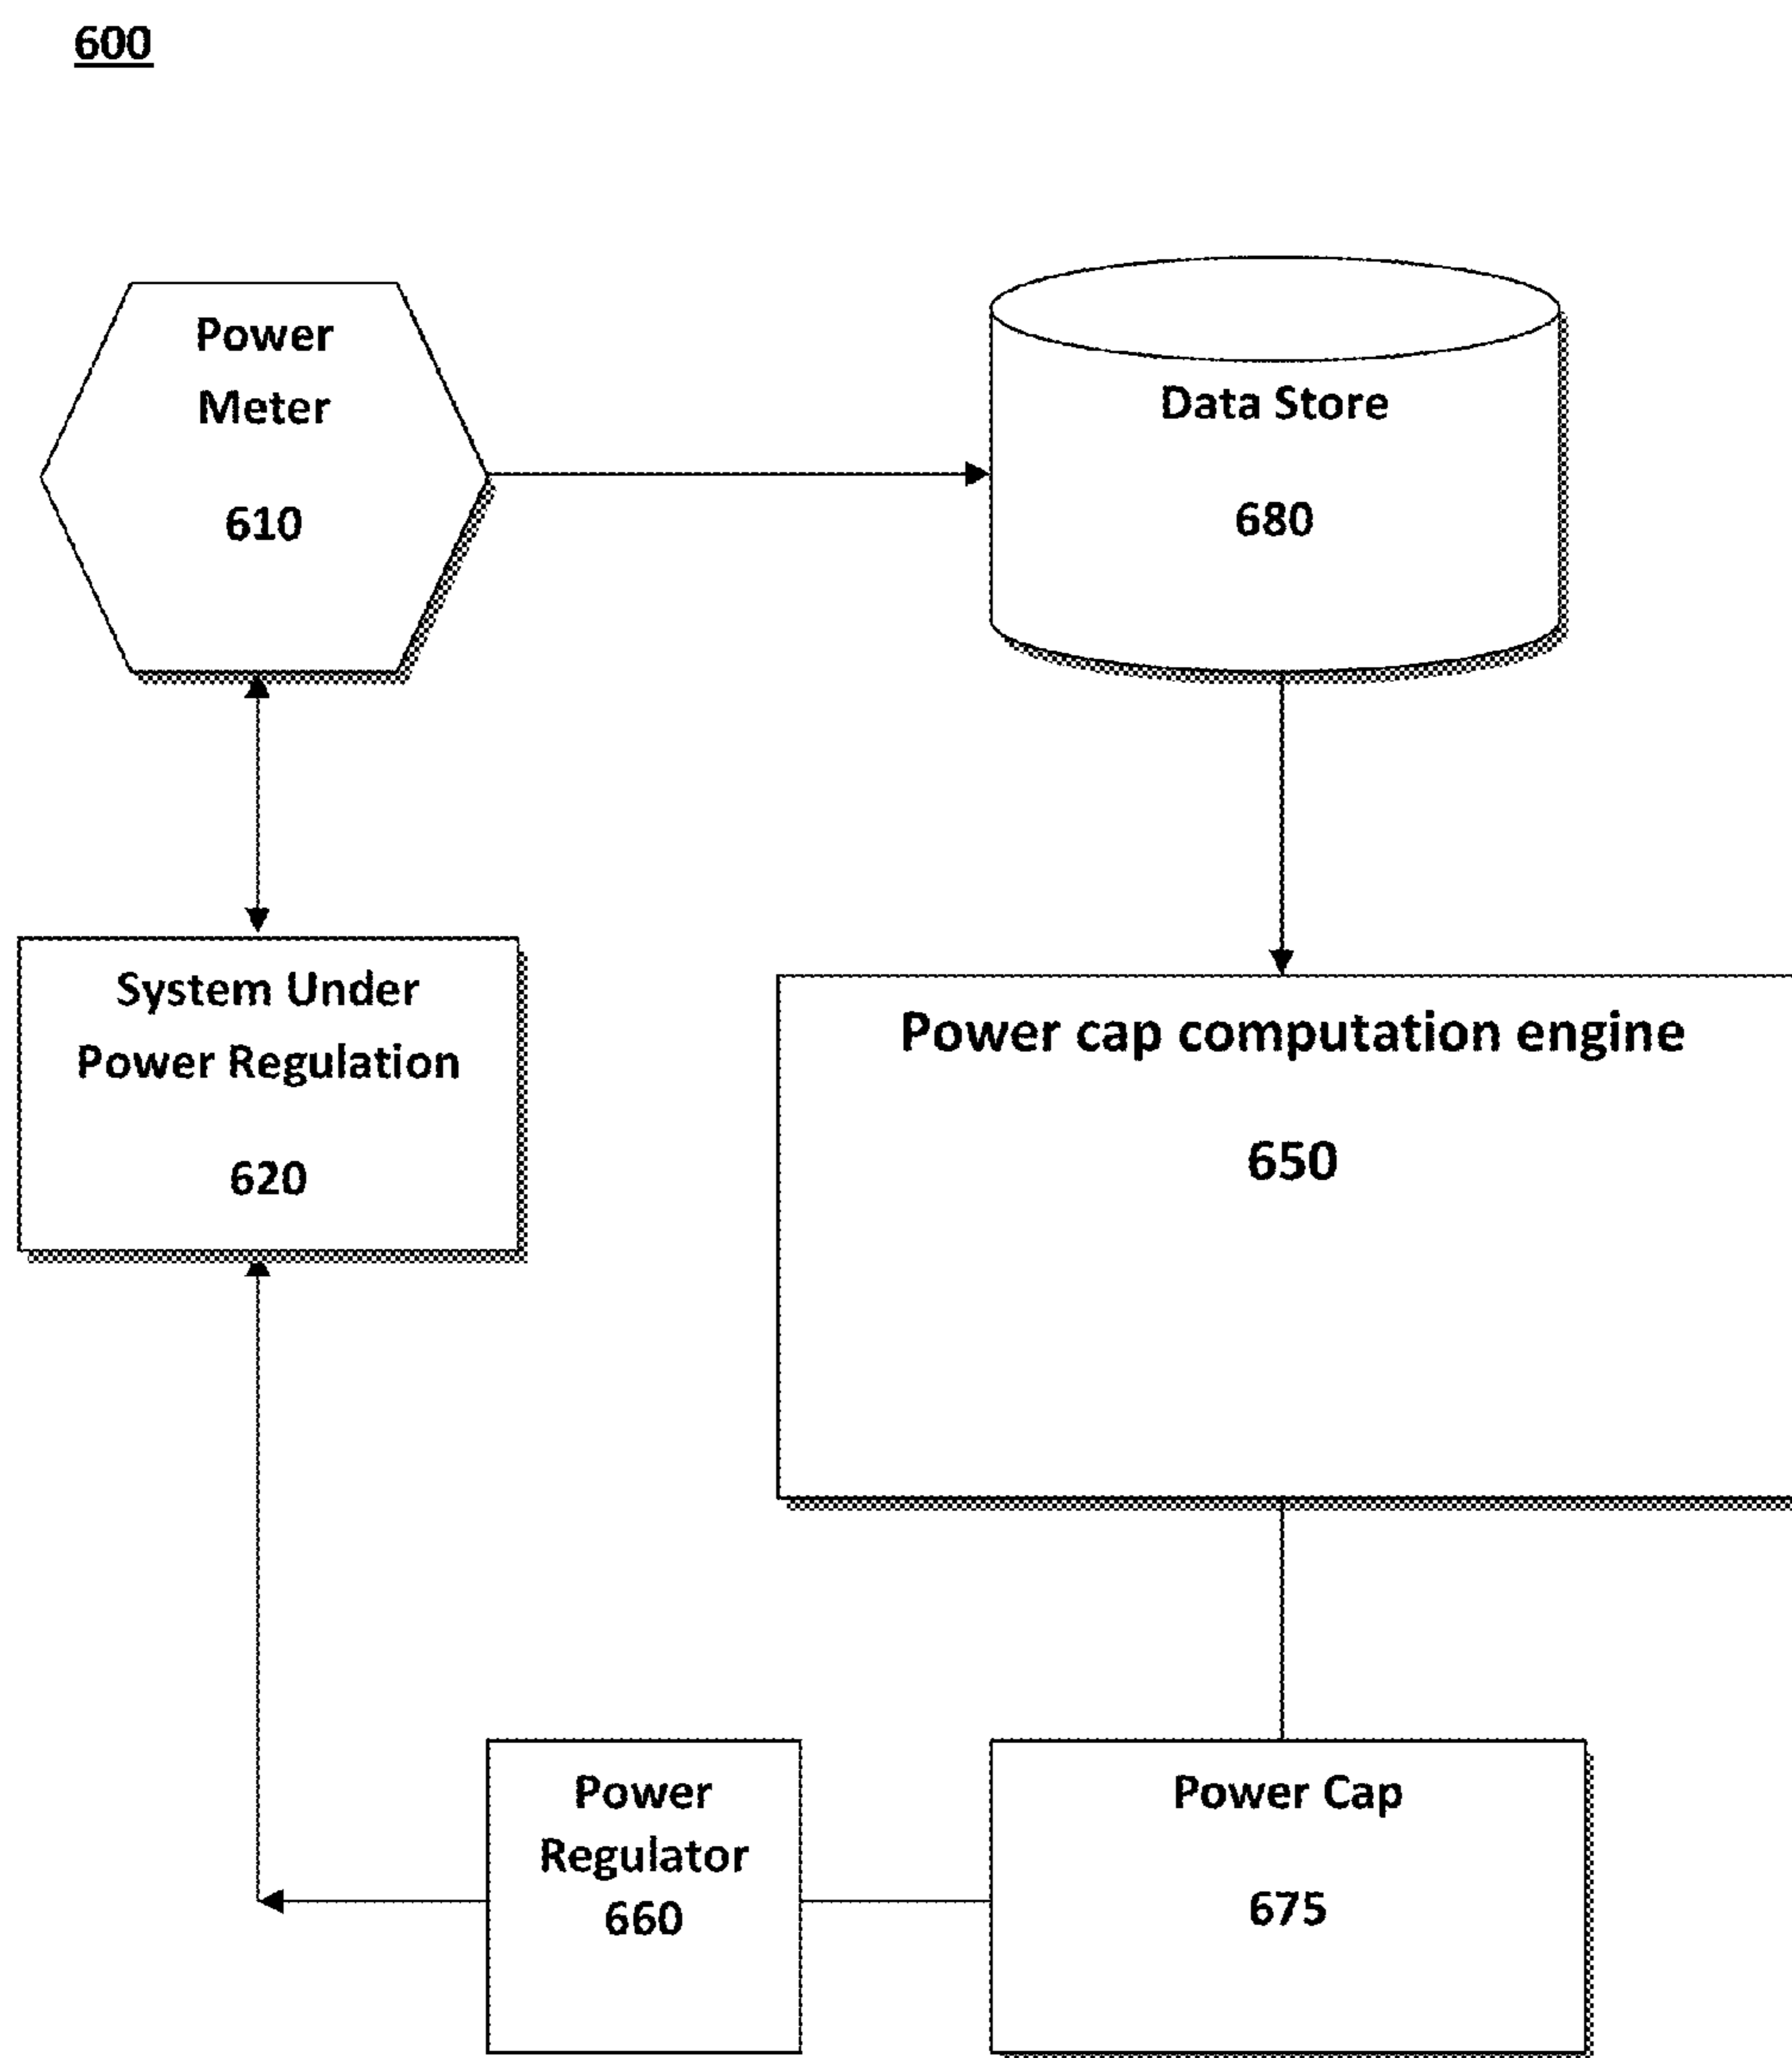 600
Power
Meter
610
Data Store
680
System Under
Power Regulation
620
Power cap computation engine
650
Power
Regulator
660
Power Cap
675